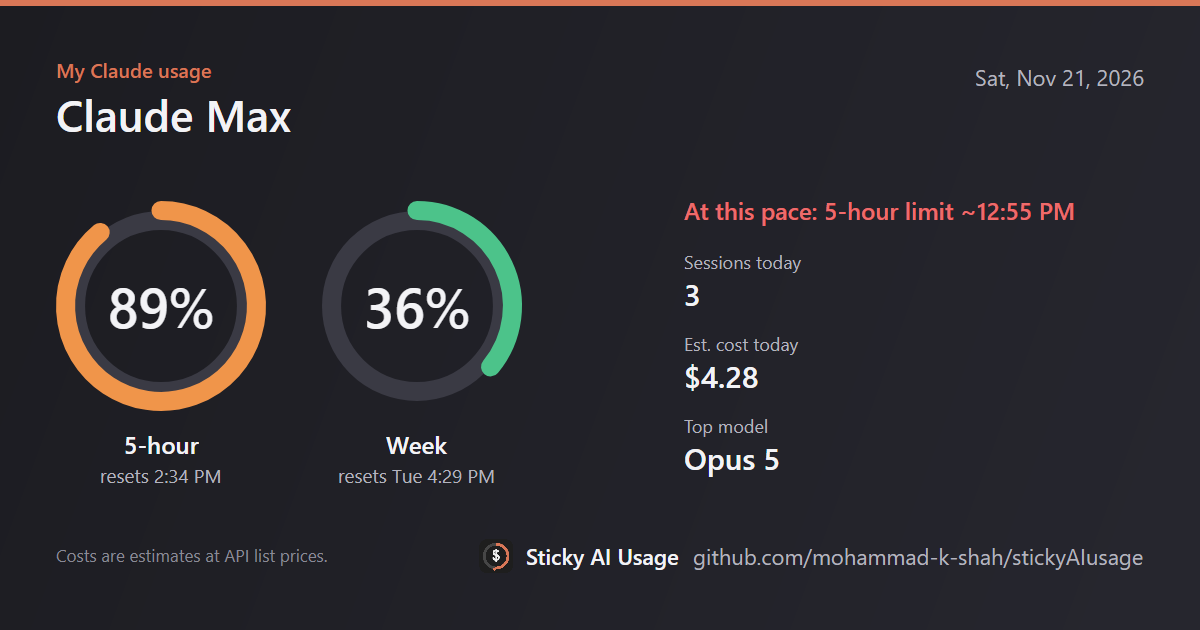 My Claude usage
Claude Max
Sat, Nov 21, 2026
89%
36%
5-hour
resets 2:34 PM
Week
resets Tue 4:29 PM
At this pace: 5-hour limit ~12:55 PM
Sessions today
3
Est. cost today
$4.28
Top model
Opus 5
Costs are estimates at API list prices.
$
Sticky AI Usage github.com/mohammad-k-shah/stickyAIusage